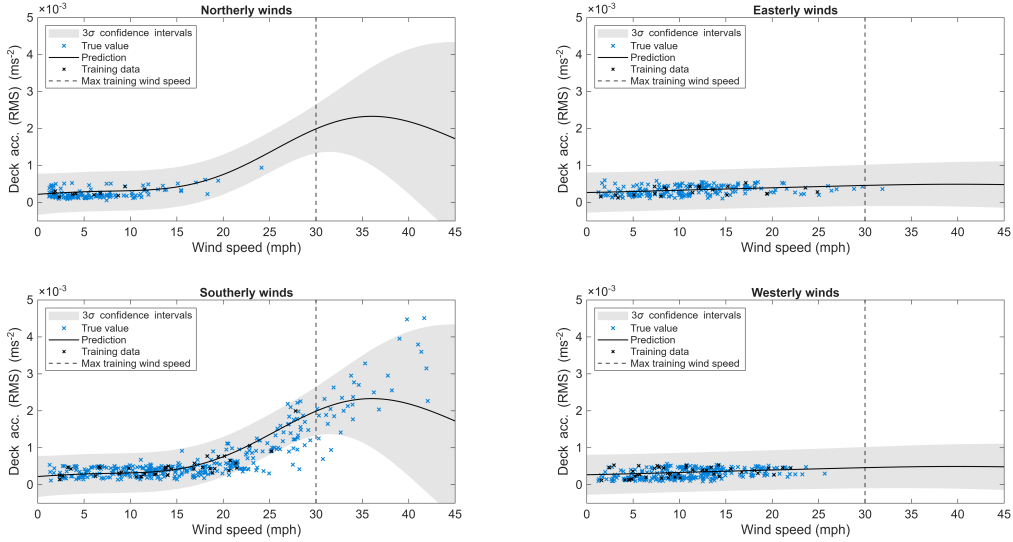 Northerly winds
×10⁻³
3σ confidence intervals
True value
Prediction
Training data
Max training wind speed
5
4
3
2
1
0
Deck acc. (RMS) (ms⁻²)
0 5 10 15 20 25 30 35 40 45
Wind speed (mph)
Easterly winds
×10⁻³
3σ confidence intervals
True value
Prediction
Training data
Max training wind speed
5
4
3
2
1
0
Deck acc. (RMS) (ms⁻²)
0 5 10 15 20 25 30 35 40 45
Wind speed (mph)
Southerly winds
×10⁻³
3σ confidence intervals
True value
Prediction
Training data
Max training wind speed
5
4
3
2
1
0
Deck acc. (RMS) (ms⁻²)
0 5 10 15 20 25 30 35 40 45
Wind speed (mph)
Westerly winds
×10⁻³
3σ confidence intervals
True value
Prediction
Training data
Max training wind speed
5
4
3
2
1
0
Deck acc. (RMS) (ms⁻²)
0 5 10 15 20 25 30 35 40 45
Wind speed (mph)